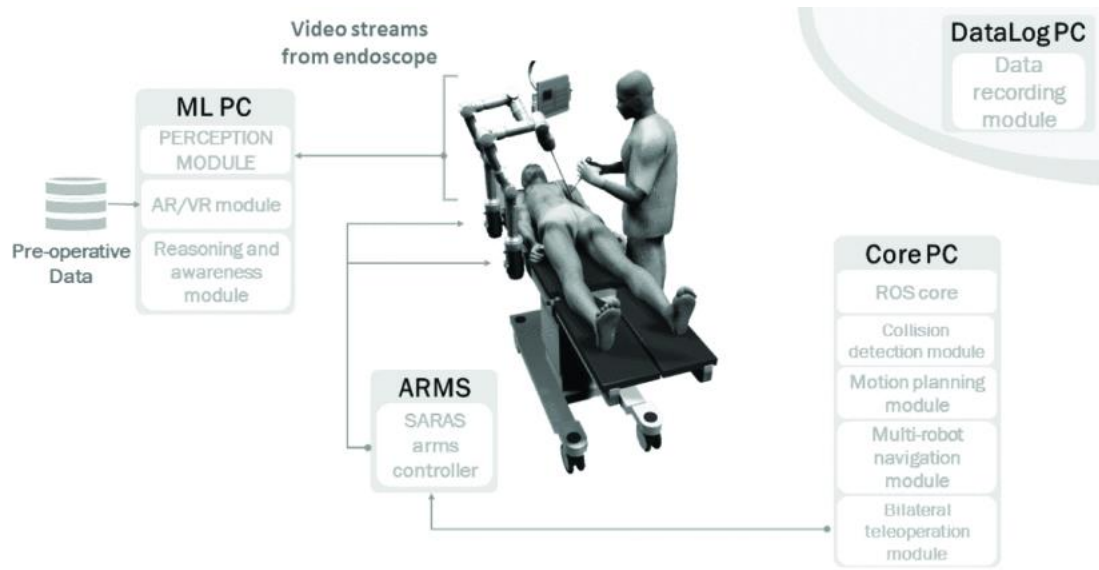 Video streams
from endoscope
DataLog PC
Data
recording
module
ML PC
PERCEPTION
MODULE
AR/VR module
Reasoning and
awareness
module
Pre-operative
Data
Core PC
ROS core
Collision
detection module
Motion planning
module
Multi-robot
navigation
module
Bilateral
teleoperation
module
ARMS
SARAS
arms
controller